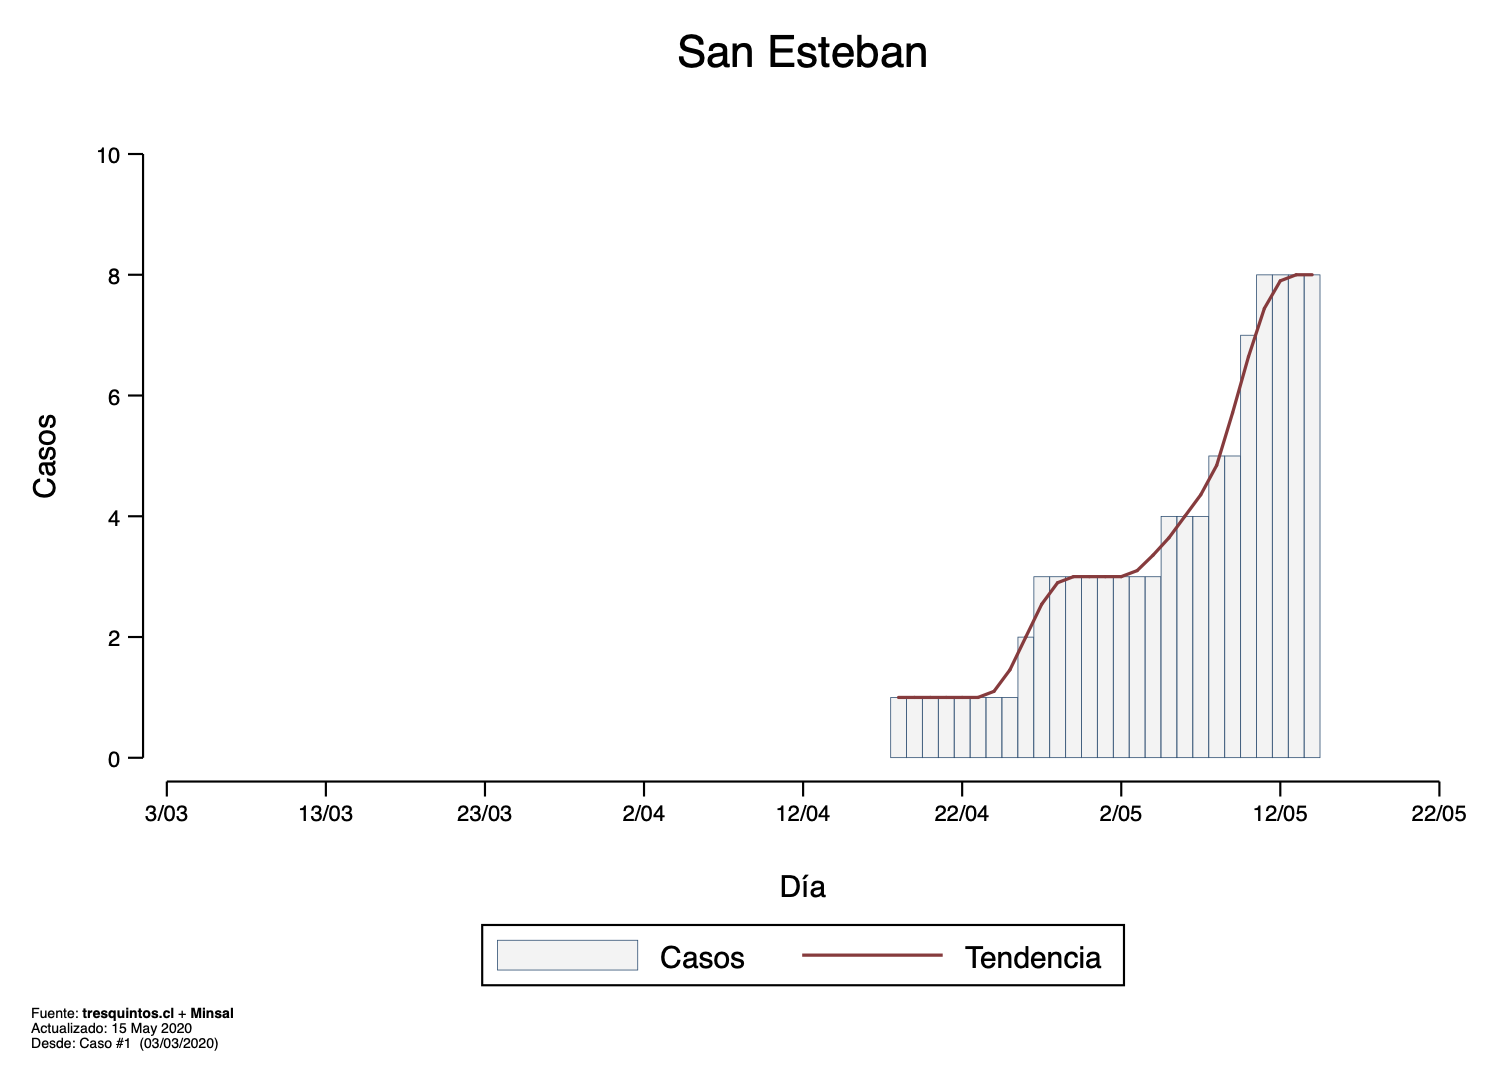 San Esteban
10
8
6
4
2
0
Casos
3/03 13/03 23/03 2/04 12/04 22/04 2/05 12/05 22/05
Día
Casos Tendencia
Fuente: tresquintos.cl + Minsal
Actualizado: 15 May 2020
Desde: Caso #1 (03/03/2020)